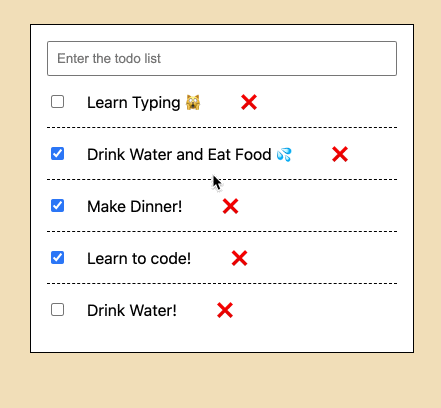 Enter the todo list
Learn Typing 🙀 ❌
Drink Water and Eat Food 💦 ❌
Make Dinner! ❌
Learn to code! ❌
Drink Water! ❌